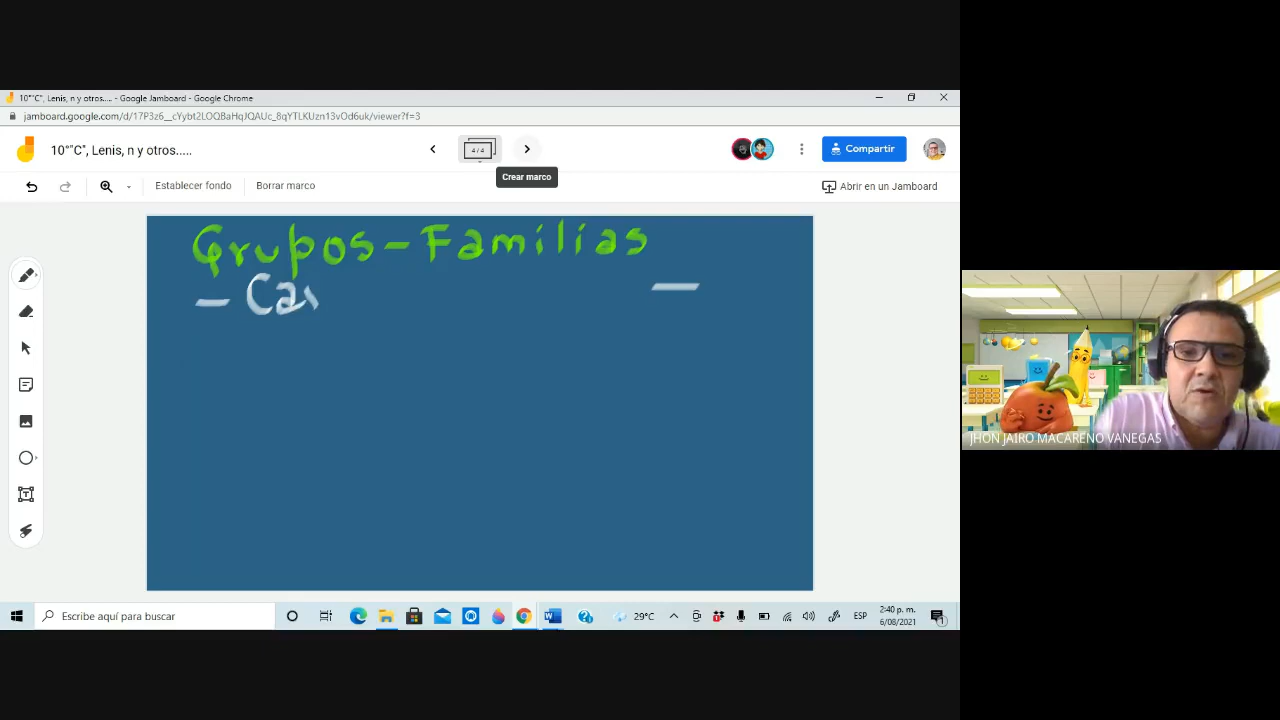 10°"C", Lenis, n y otros..... - Google Jamboard - Google Chrome
jamboard.google.com/d/17P3z6__cYybt2LOQBaHqJQAUc_8qYTLKUzn13vOd6uk/viewer?f=3
10°"C", Lenis, n y otros.....
4 / 4
Compartir
Crear marco
Establecer fondo
Borrar marco
Abrir en un Jamboard
Grupos - Familias
- Ca
JHON JAIRO MACARENO VANEGAS
Escribe aquí para buscar
29°C
ESP
2:40 p. m.
6/08/2021
1